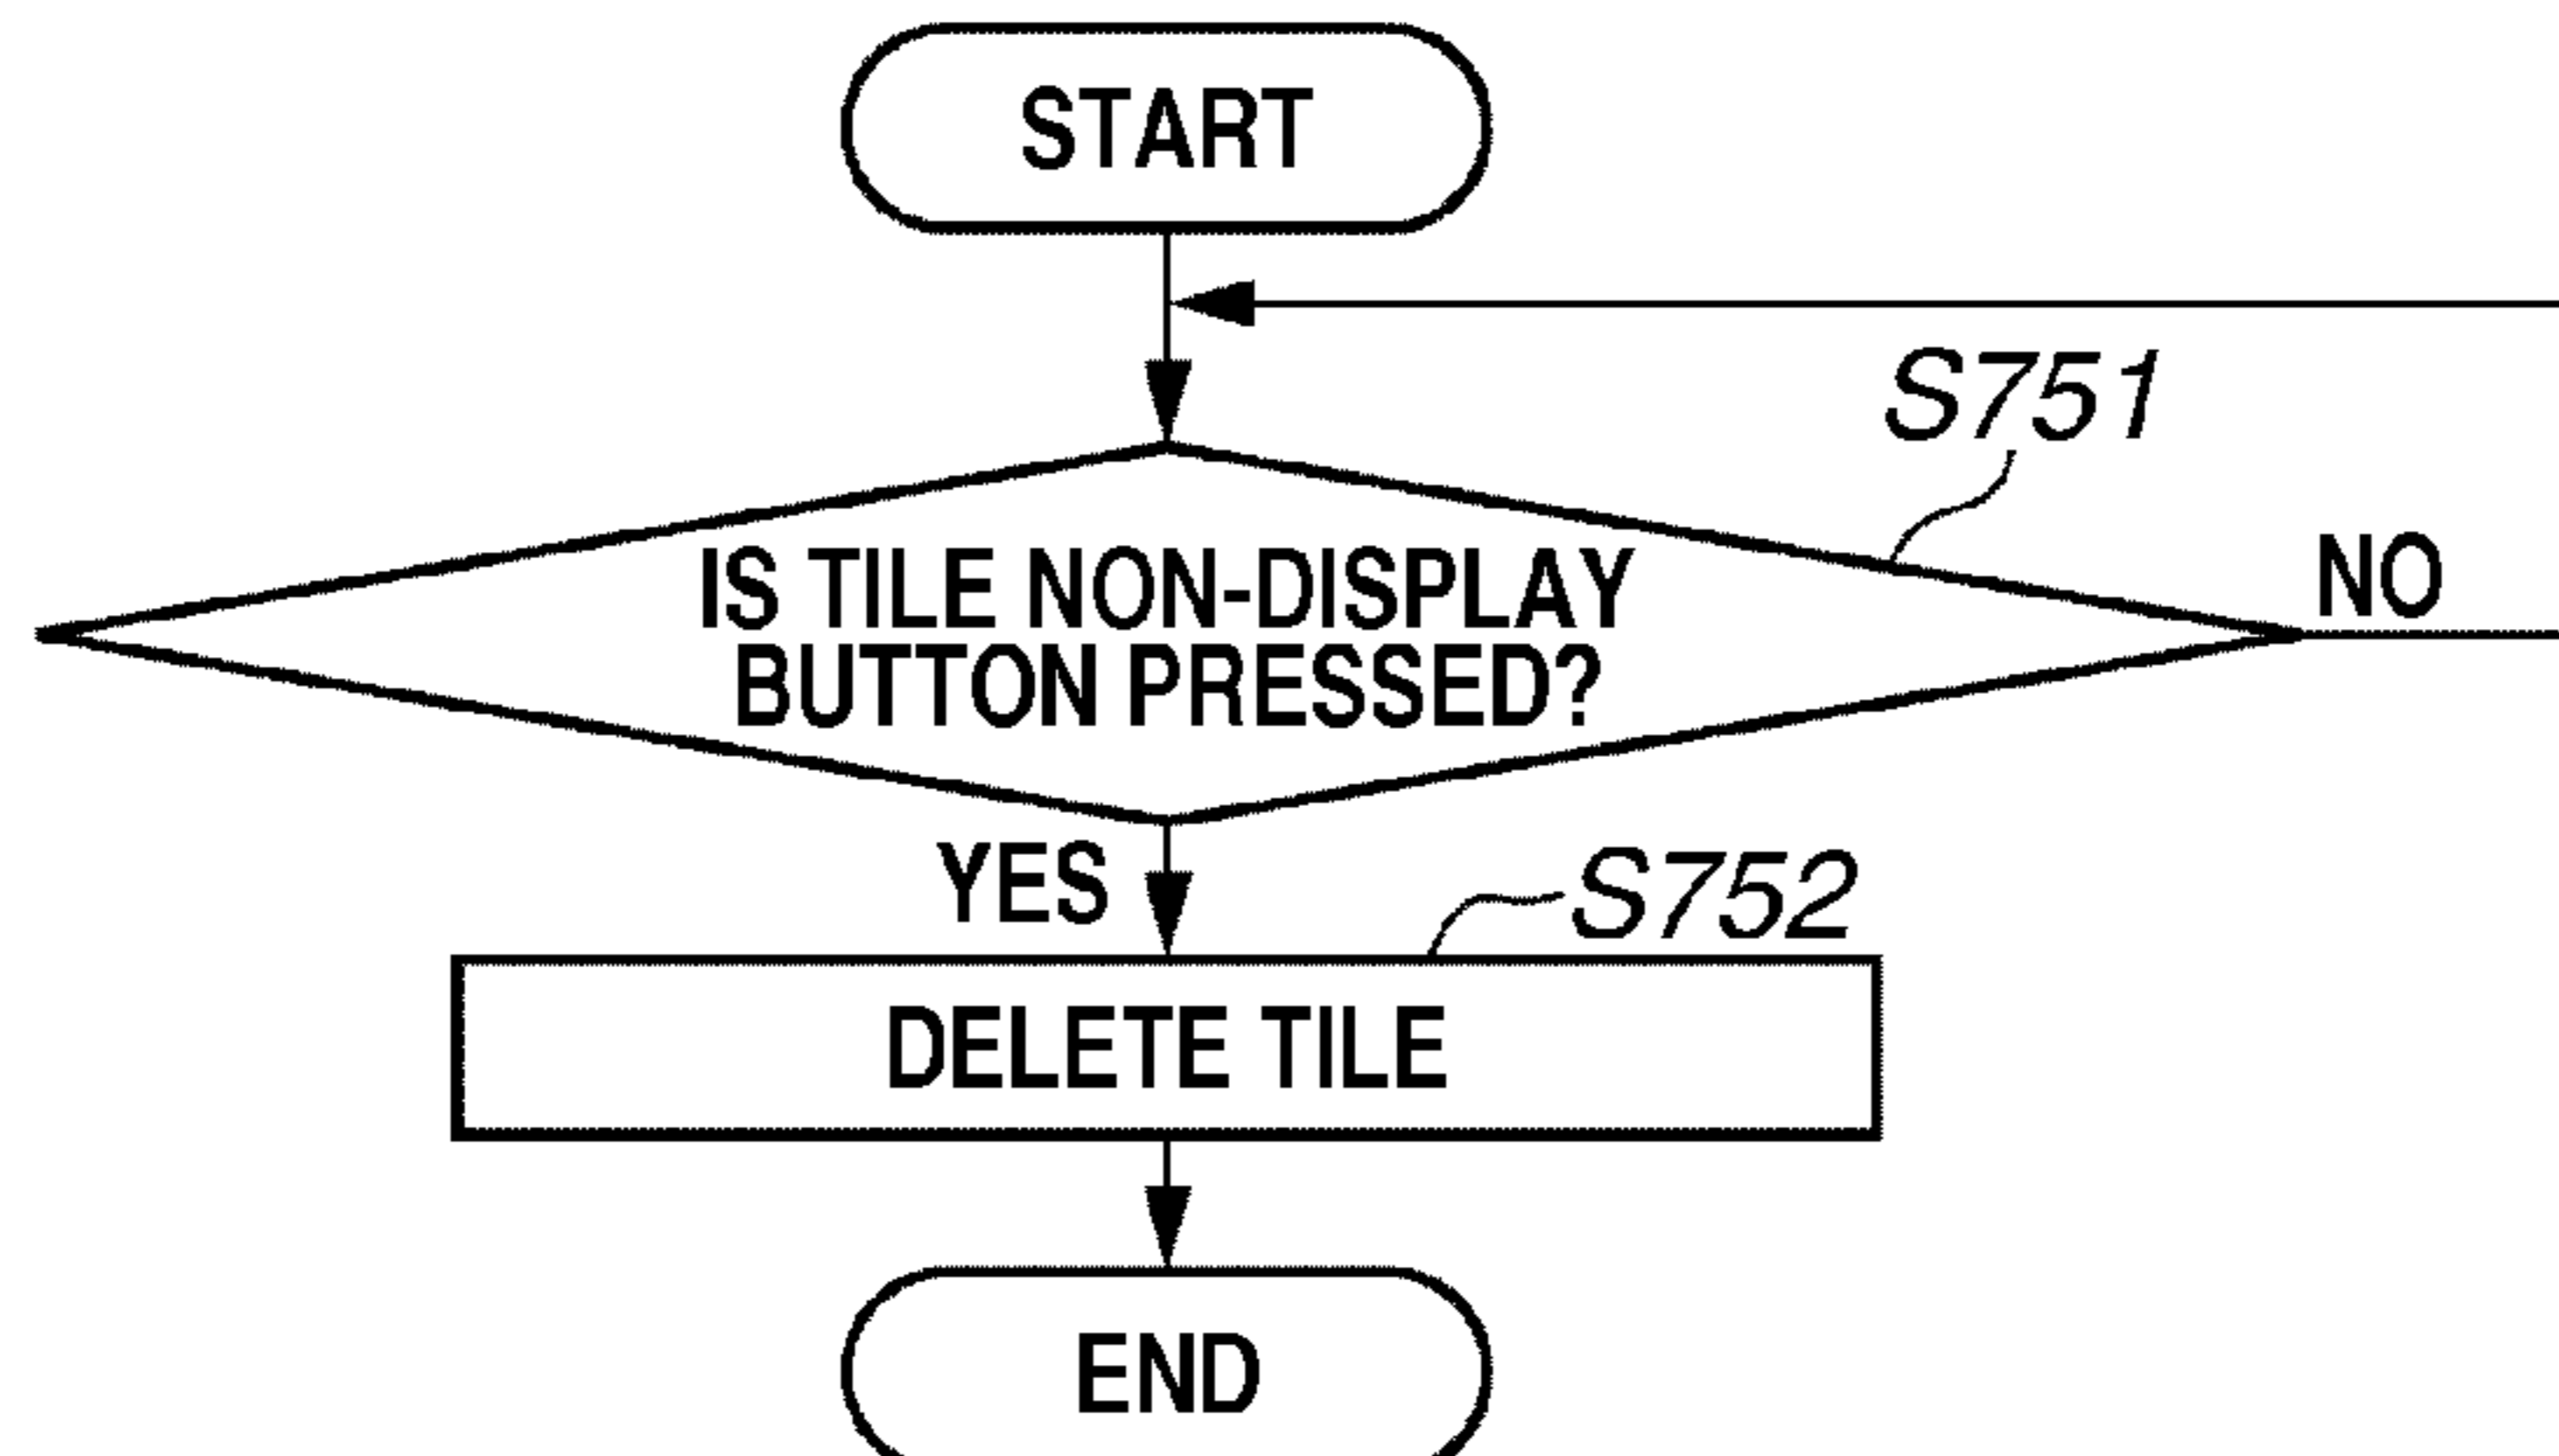 START
S751
IS TILE NON-DISPLAY
BUTTON PRESSED?
NO
YES
S752
DELETE TILE
END